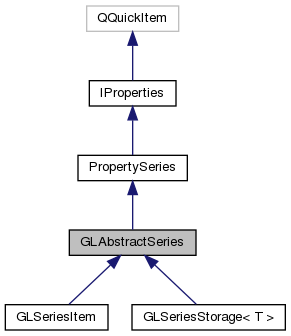 QQuickItem
IProperties
PropertySeries
GLAbstractSeries
GLSeriesItem
GLSeriesStorage< T >